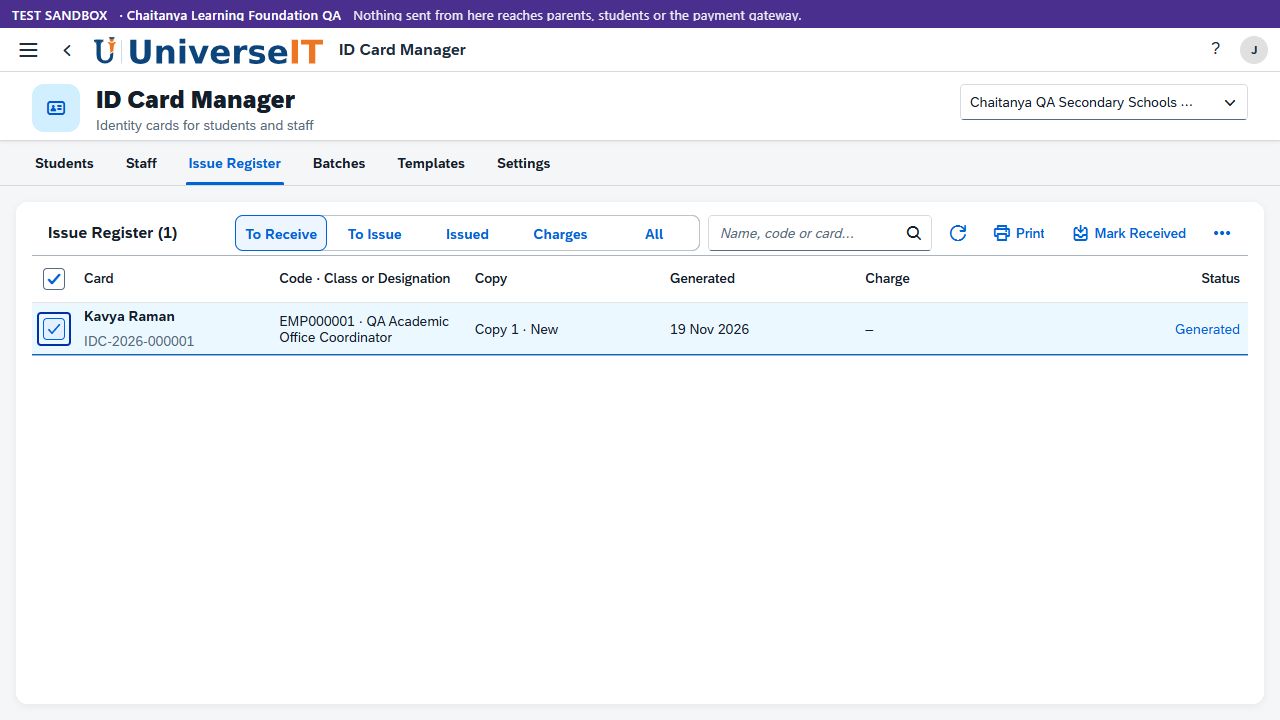 TEST SANDBOX · Chaitanya Learning Foundation QA Nothing sent from here reaches parents, students or the payment gateway.
UniverseIT ID Card Manager ? J
ID Card Manager
Identity cards for students and staff
Chaitanya QA Secondary Schools ...
Students Staff Issue Register Batches Templates Settings
Issue Register (1) To Receive To Issue Issued Charges All Name, code or card... Print Mark Received
Card Code · Class or Designation Copy Generated Charge Status
Kavya Raman
IDC-2026-000001
EMP000001 · QA Academic
Office Coordinator
Copy 1 · New
19 Nov 2026
–
Generated